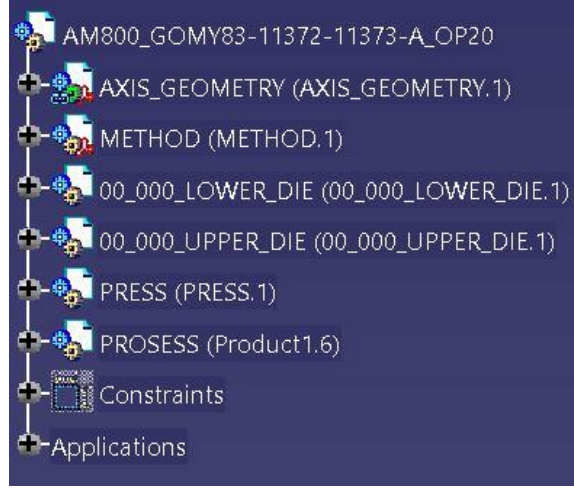 AM800_GOMY83-11372-11373-A_OP20
AXIS_GEOMETRY (AXIS_GEOMETRY.1)
METHOD (METHOD.1)
00_000_LOWER_DIE (00_000_LOWER_DIE.1)
00_000_UPPER_DIE (00_000_UPPER_DIE.1)
PRESS (PRESS.1)
PROSESS (Product1.6)
Constraints
Applications